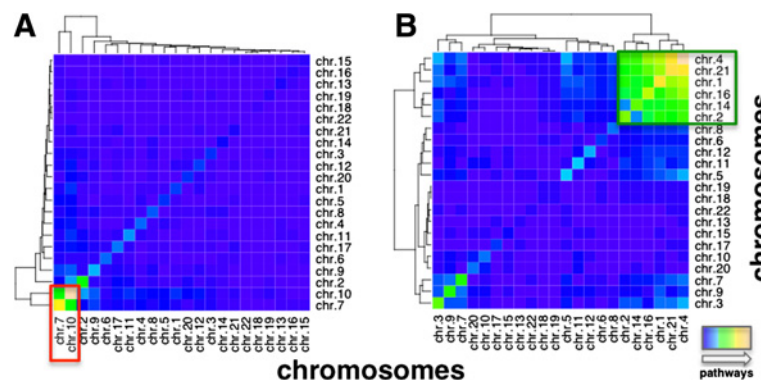 A
chr.15
chr.16
chr.13
chr.19
chr.18
chr.22
chr.21
chr.14
chr.3
chr.12
chr.20
chr.1
chr.5
chr.8
chr.4
chr.11
chr.17
chr.6
chr.9
chr.2
chr.10
chr.7
chr.7
chr.10
chr.2
chr.9
chr.6
chr.17
chr.11
chr.4
chr.8
chr.5
chr.1
chr.20
chr.12
chr.3
chr.14
chr.21
chr.22
chr.18
chr.19
chr.13
chr.16
chr.15
B
chr.4
chr.21
chr.1
chr.16
chr.14
chr.2
chr.8
chr.6
chr.12
chr.11
chr.5
chr.19
chr.18
chr.22
chr.13
chr.15
chr.17
chr.10
chr.20
chr.7
chr.9
chr.3
chr.3
chr.9
chr.7
chr.20
chr.10
chr.17
chr.15
chr.13
chr.22
chr.18
chr.19
chr.5
chr.11
chr.12
chr.6
chr.8
chr.2
chr.14
chr.16
chr.1
chr.21
chr.4
chromosomes
chromosomes
pathways